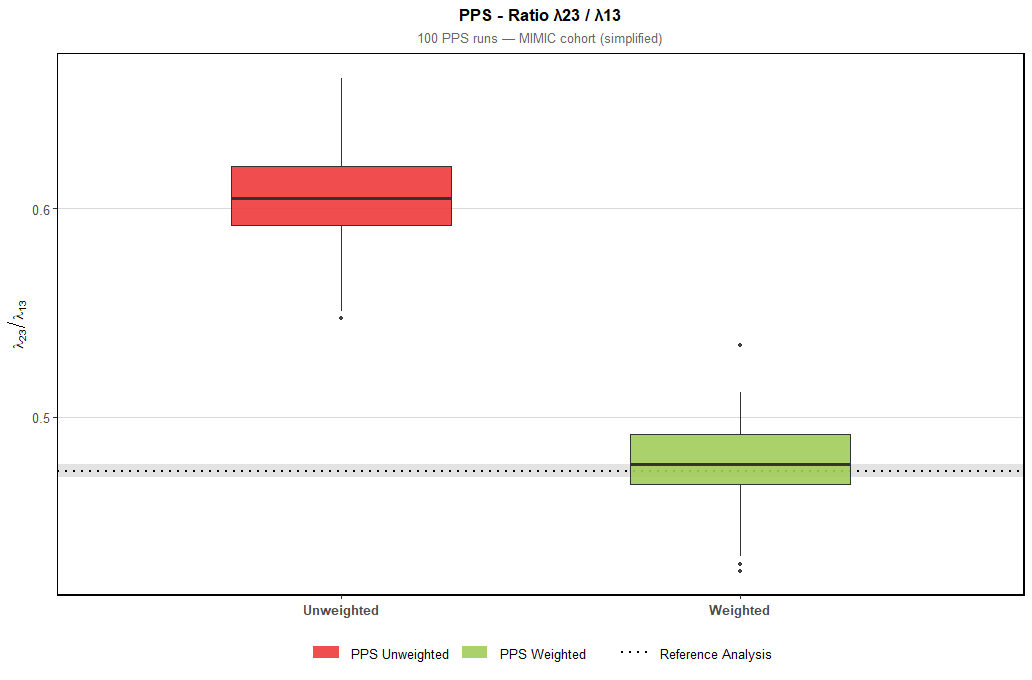 PPS - Ratio λ23 / λ13
100 PPS runs — MIMIC cohort (simplified)
λ23/ λ13
0.6
0.5
Unweighted
Weighted
PPS Unweighted
PPS Weighted
Reference Analysis